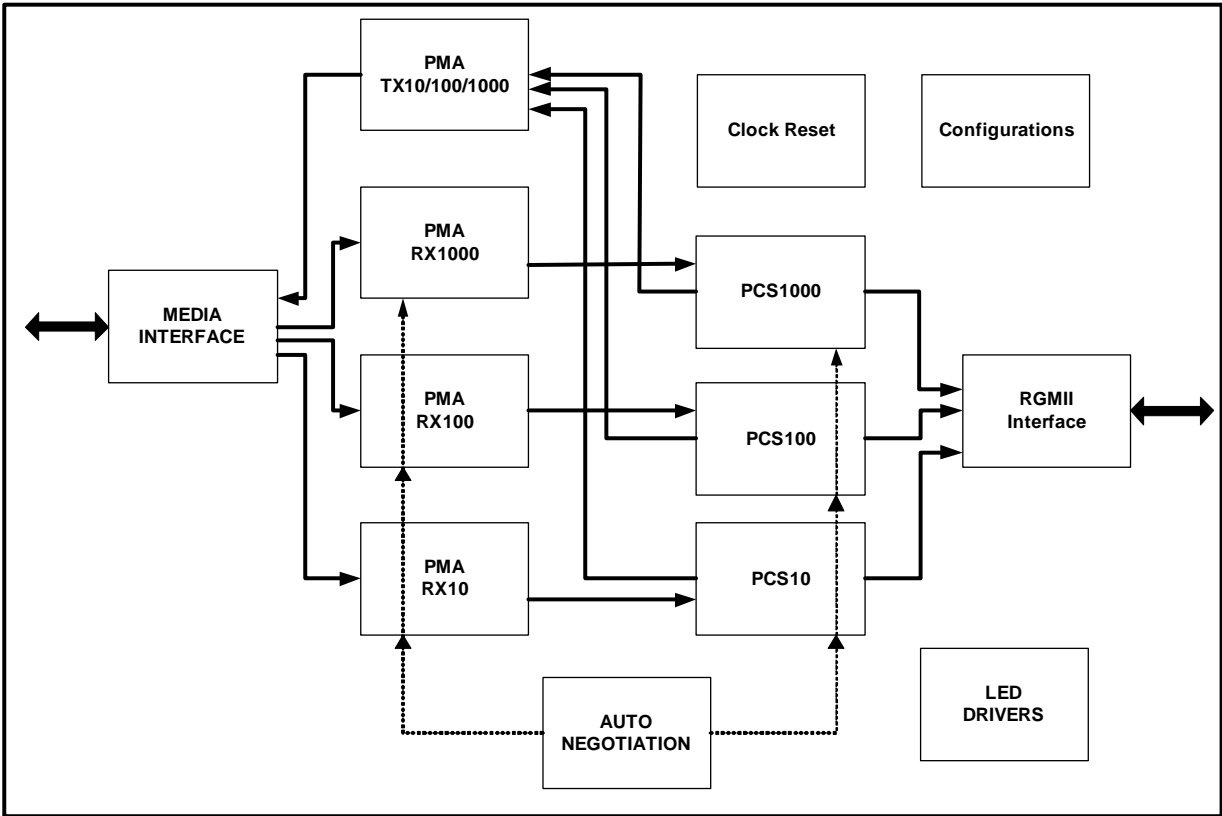 PMA
TX10/100/1000
Clock Reset
Configurations
PMA
RX1000
PCS1000
MEDIA
INTERFACE
PMA
RX100
PCS100
RGMII
Interface
PMA
RX10
PCS10
AUTO
NEGOTIATION
LED
DRIVERS